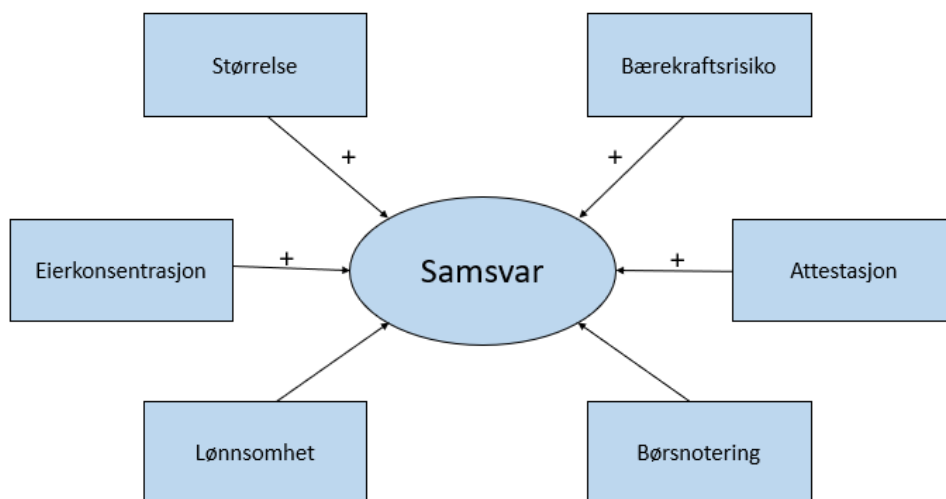 Størrelse
Bærekraftsrisiko
+
+
Eierkonsentrasjon
+
Samsvar
+
Attestasjon
Lønnsomhet
Børsnotering